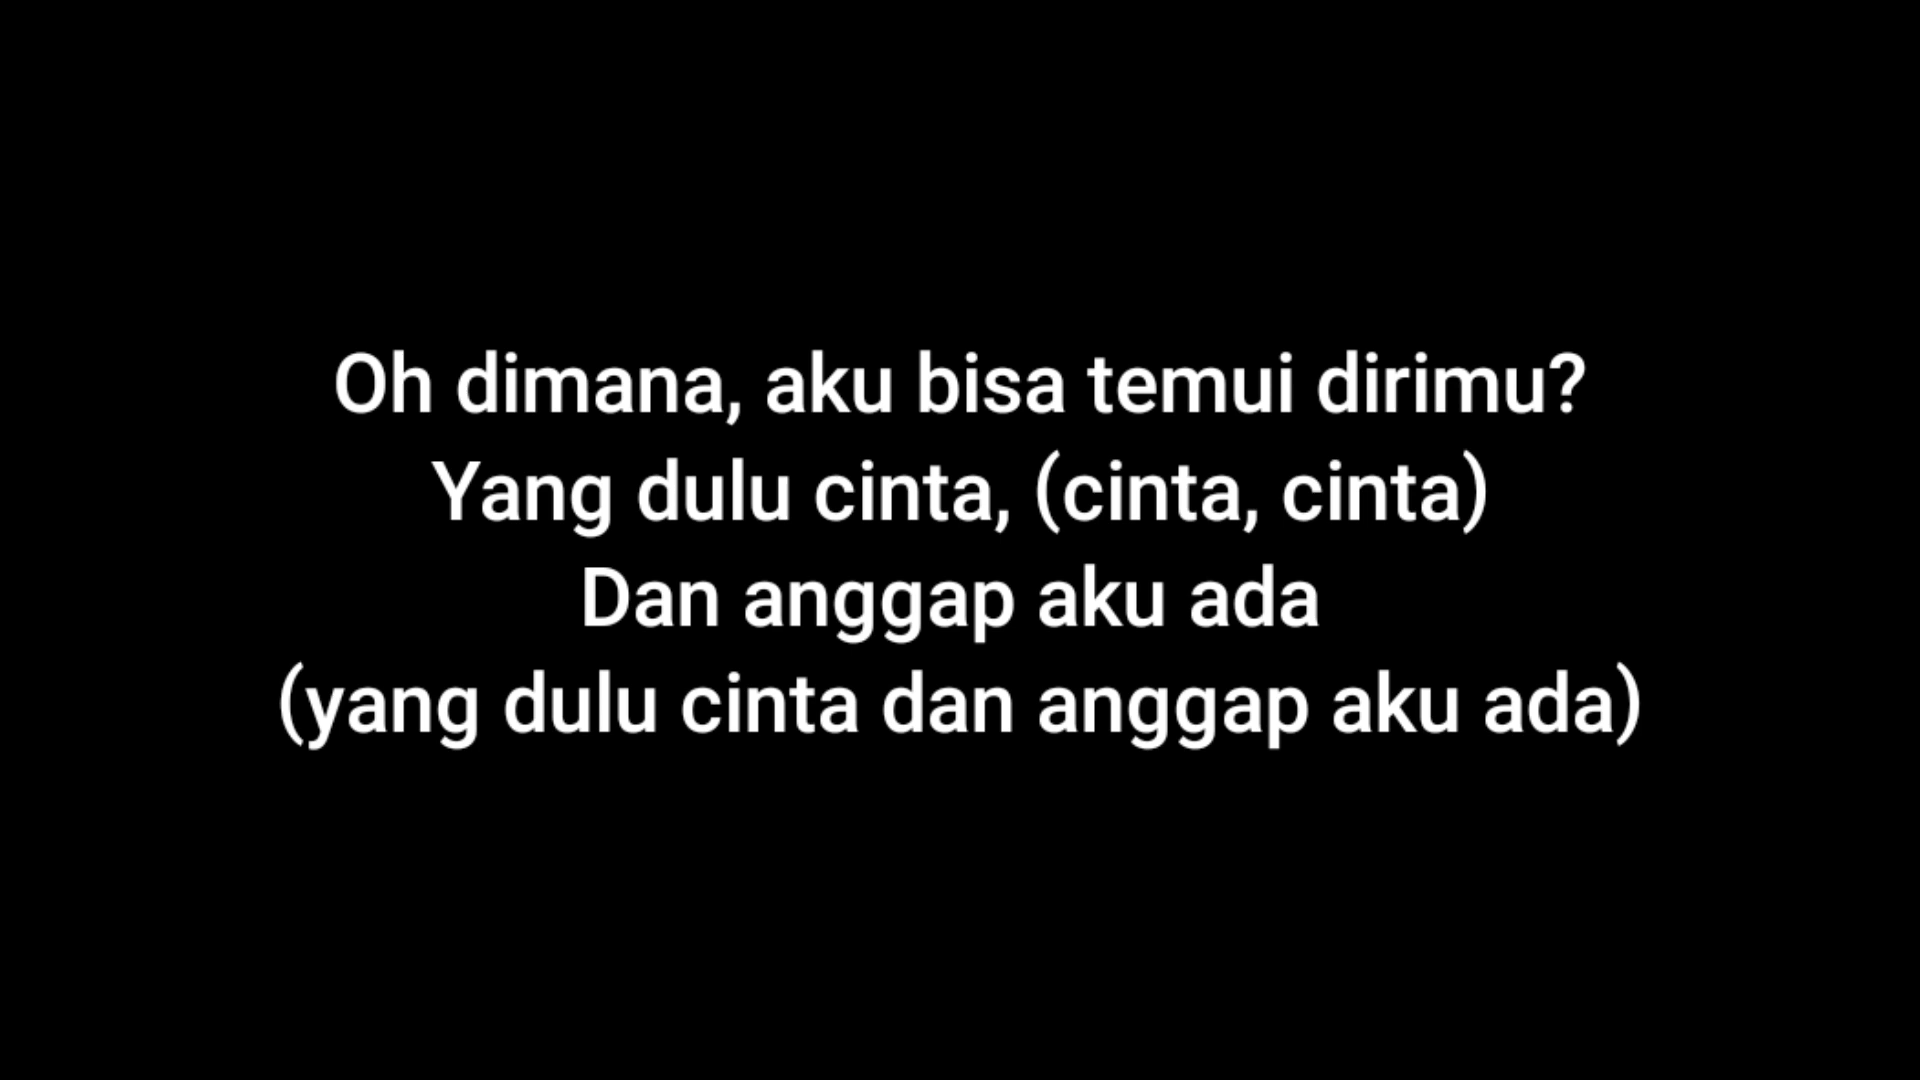 Oh dimana, aku bisa temui dirimu?
Yang dulu cinta, (cinta, cinta)
Dan anggap aku ada
(yang dulu cinta dan anggap aku ada)